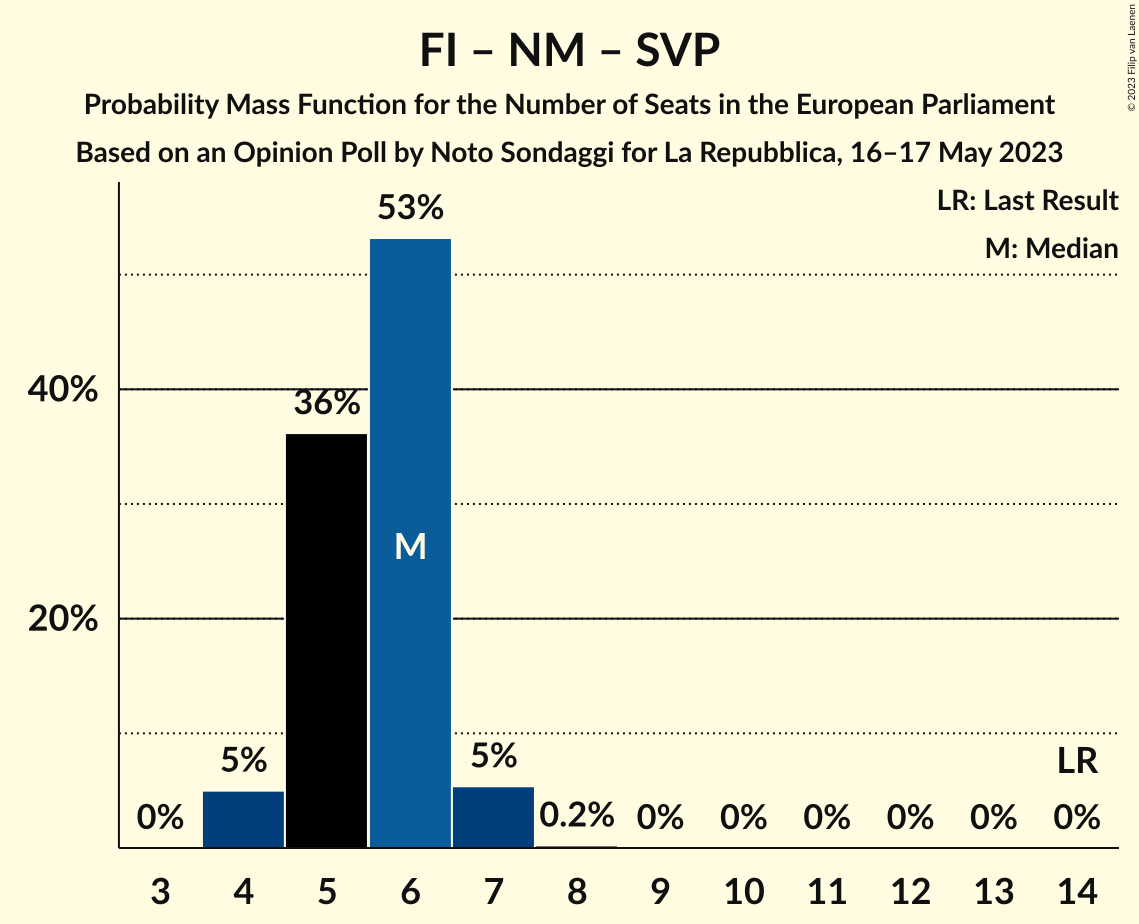 FI – NM – SVP
Probability Mass Function for the Number of Seats in the European Parliament
Based on an Opinion Poll by Noto Sondaggi for La Repubblica, 16–17 May 2023
© 2023 Filip van Laenen
LR: Last Result
M: Median
53%
40%
36%
M
20%
5%
5%
LR
0%
0.2%
0%
0%
0%
0%
0%
0%
3 4 5 6 7 8 9 10 11 12 13 14